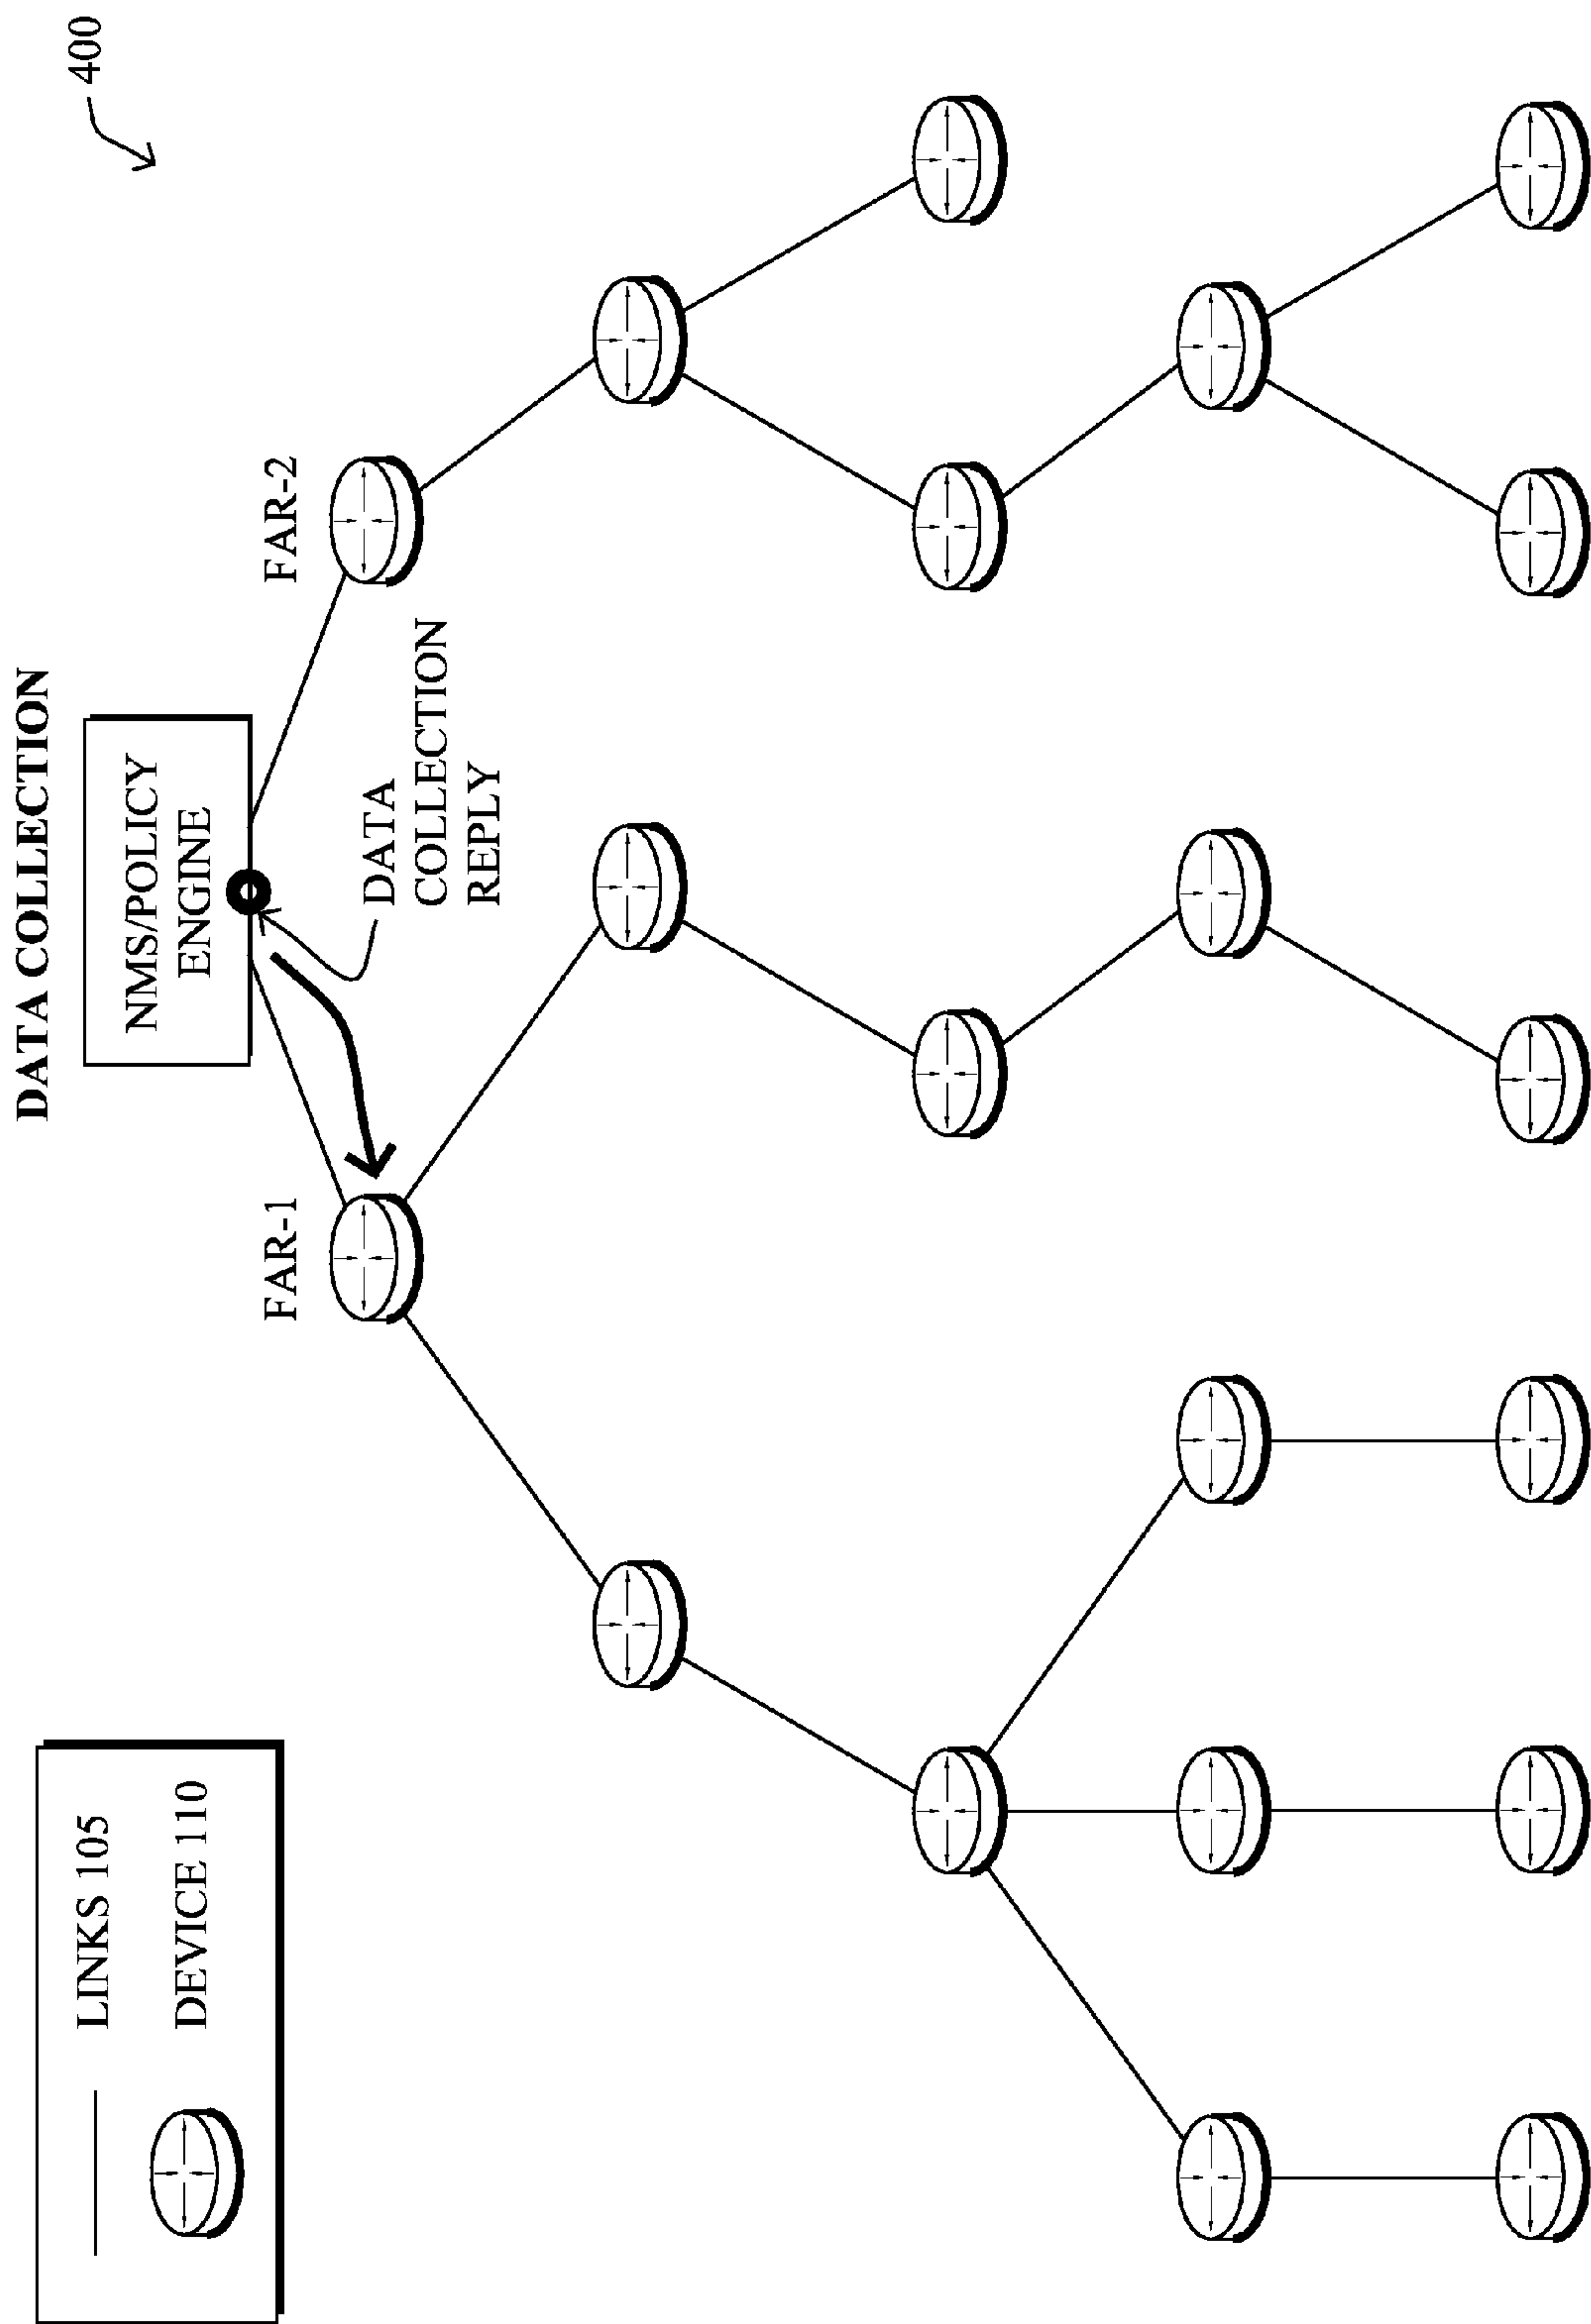 DATA COLLECTION
400
NMS/POLICY
ENGINE
LINKS 105
DEVICE 110
FAR-1
FAR-2
DATA
COLLECTION
REPLY